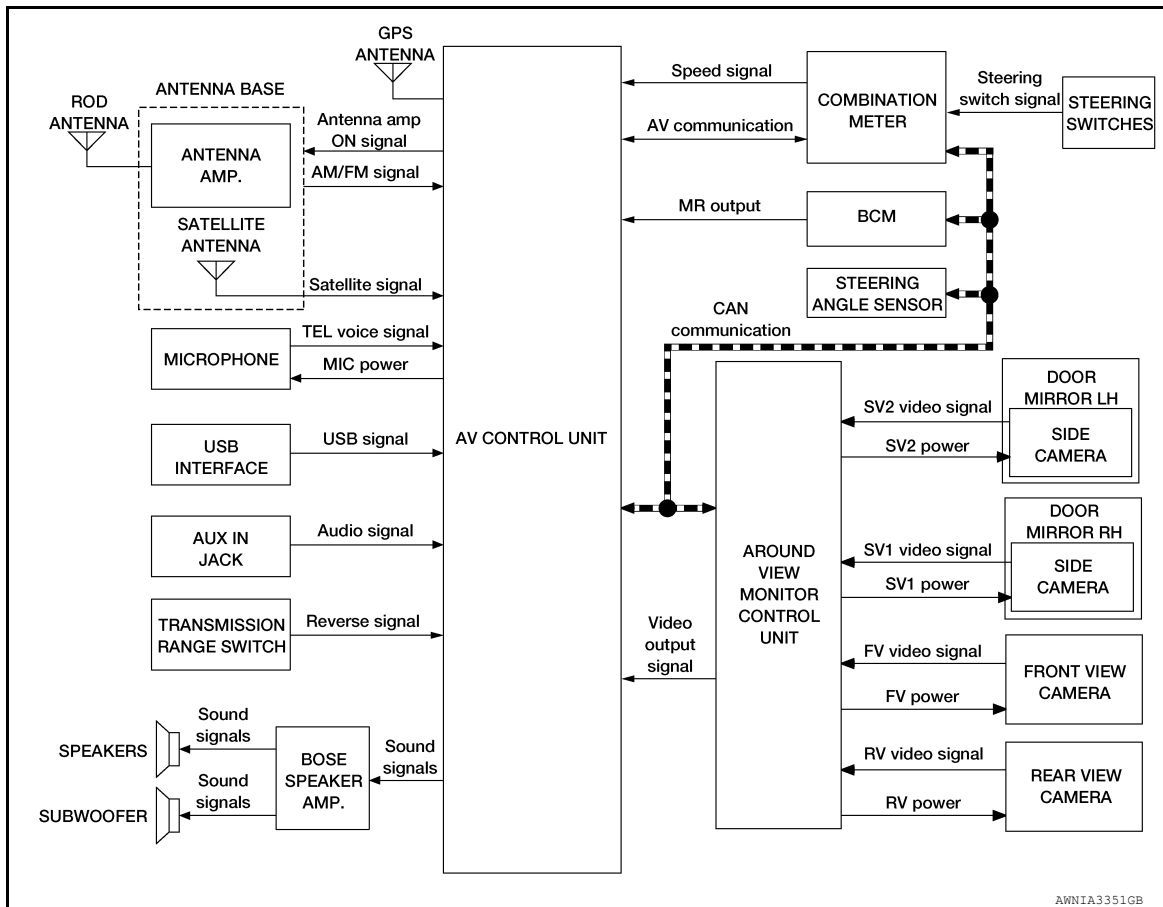 GPS
ANTENNA
ANTENNA BASE
ROD
ANTENNA
ANTENNA
AMP.
Antenna amp
ON signal
AM/FM signal
SATELLITE
ANTENNA
Satellite signal
MICROPHONE
TEL voice signal
MIC power
USB
INTERFACE
USB signal
AUX IN
JACK
Audio signal
TRANSMISSION
RANGE SWITCH
Reverse signal
SPEAKERS
Sound
signals
SUBWOOFER
Sound
signals
BOSE
SPEAKER
AMP.
Sound
signals
AV CONTROL UNIT
Speed signal
AV communication
COMBINATION
METER
Steering
switch signal
STEERING
SWITCHES
MR output
BCM
STEERING
ANGLE SENSOR
CAN
communication
AROUND
VIEW
MONITOR
CONTROL
UNIT
Video
output
signal
SV2 video signal
SV2 power
DOOR
MIRROR LH
SIDE
CAMERA
SV1 video signal
SV1 power
DOOR
MIRROR RH
SIDE
CAMERA
FV video signal
FV power
FRONT VIEW
CAMERA
RV video signal
RV power
REAR VIEW
CAMERA
AWNIA3351GB